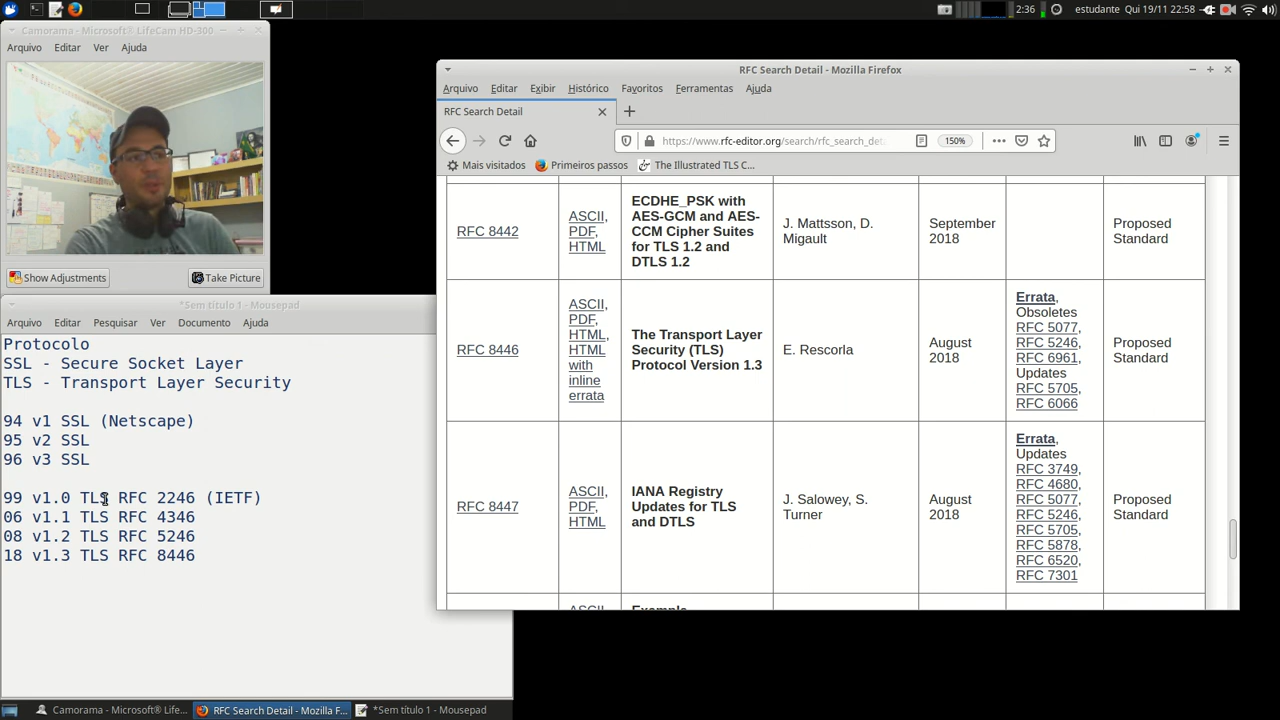 2:36
estudante
Qui 19/11 22:58
Camorama - Microsoft® LifeCam HD-300
Arquivo Editar Ver Ajuda
Show Adjustments
Take Picture
*Sem título 1 - Mousepad
Arquivo Editar Pesquisar Ver Documento Ajuda
Protocolo
SSL - Secure Socket Layer
TLS - Transport Layer Security
94 v1 SSL (Netscape)
95 v2 SSL
96 v3 SSL
99 v1.0 TLS RFC 2246 (IETF)
06 v1.1 TLS RFC 4346
08 v1.2 TLS RFC 5246
18 v1.3 TLS RFC 8446
RFC Search Detail - Mozilla Firefox
Arquivo Editar Exibir Histórico Favoritos Ferramentas Ajuda
RFC Search Detail
https://www.rfc-editor.org/search/rfc_search_det
150%
Mais visitados
Primeiros passos
The Illustrated TLS C...
RFC 8442
ASCII,
PDF,
HTML
ECDHE_PSK with
AES-GCM and AES-
CCM Cipher Suites
for TLS 1.2 and
DTLS 1.2
J. Mattsson, D.
Migault
September
2018
Proposed
Standard
RFC 8446
ASCII,
PDF,
HTML,
HTML
with
inline
errata
The Transport Layer
Security (TLS)
Protocol Version 1.3
E. Rescorla
August
2018
Errata,
Obsoletes
RFC 5077,
RFC 5246,
RFC 6961,
Updates
RFC 5705,
RFC 6066
Proposed
Standard
RFC 8447
ASCII,
PDF,
HTML
IANA Registry
Updates for TLS
and DTLS
J. Salowey, S.
Turner
August
2018
Errata,
Updates
RFC 3749,
RFC 4680,
RFC 5077,
RFC 5246,
RFC 5705,
RFC 5878,
RFC 6520,
RFC 7301
Proposed
Standard
ASCII
Example
Camorama - Microsoft® Life...
RFC Search Detail - Mozilla F...
*Sem título 1 - Mousepad